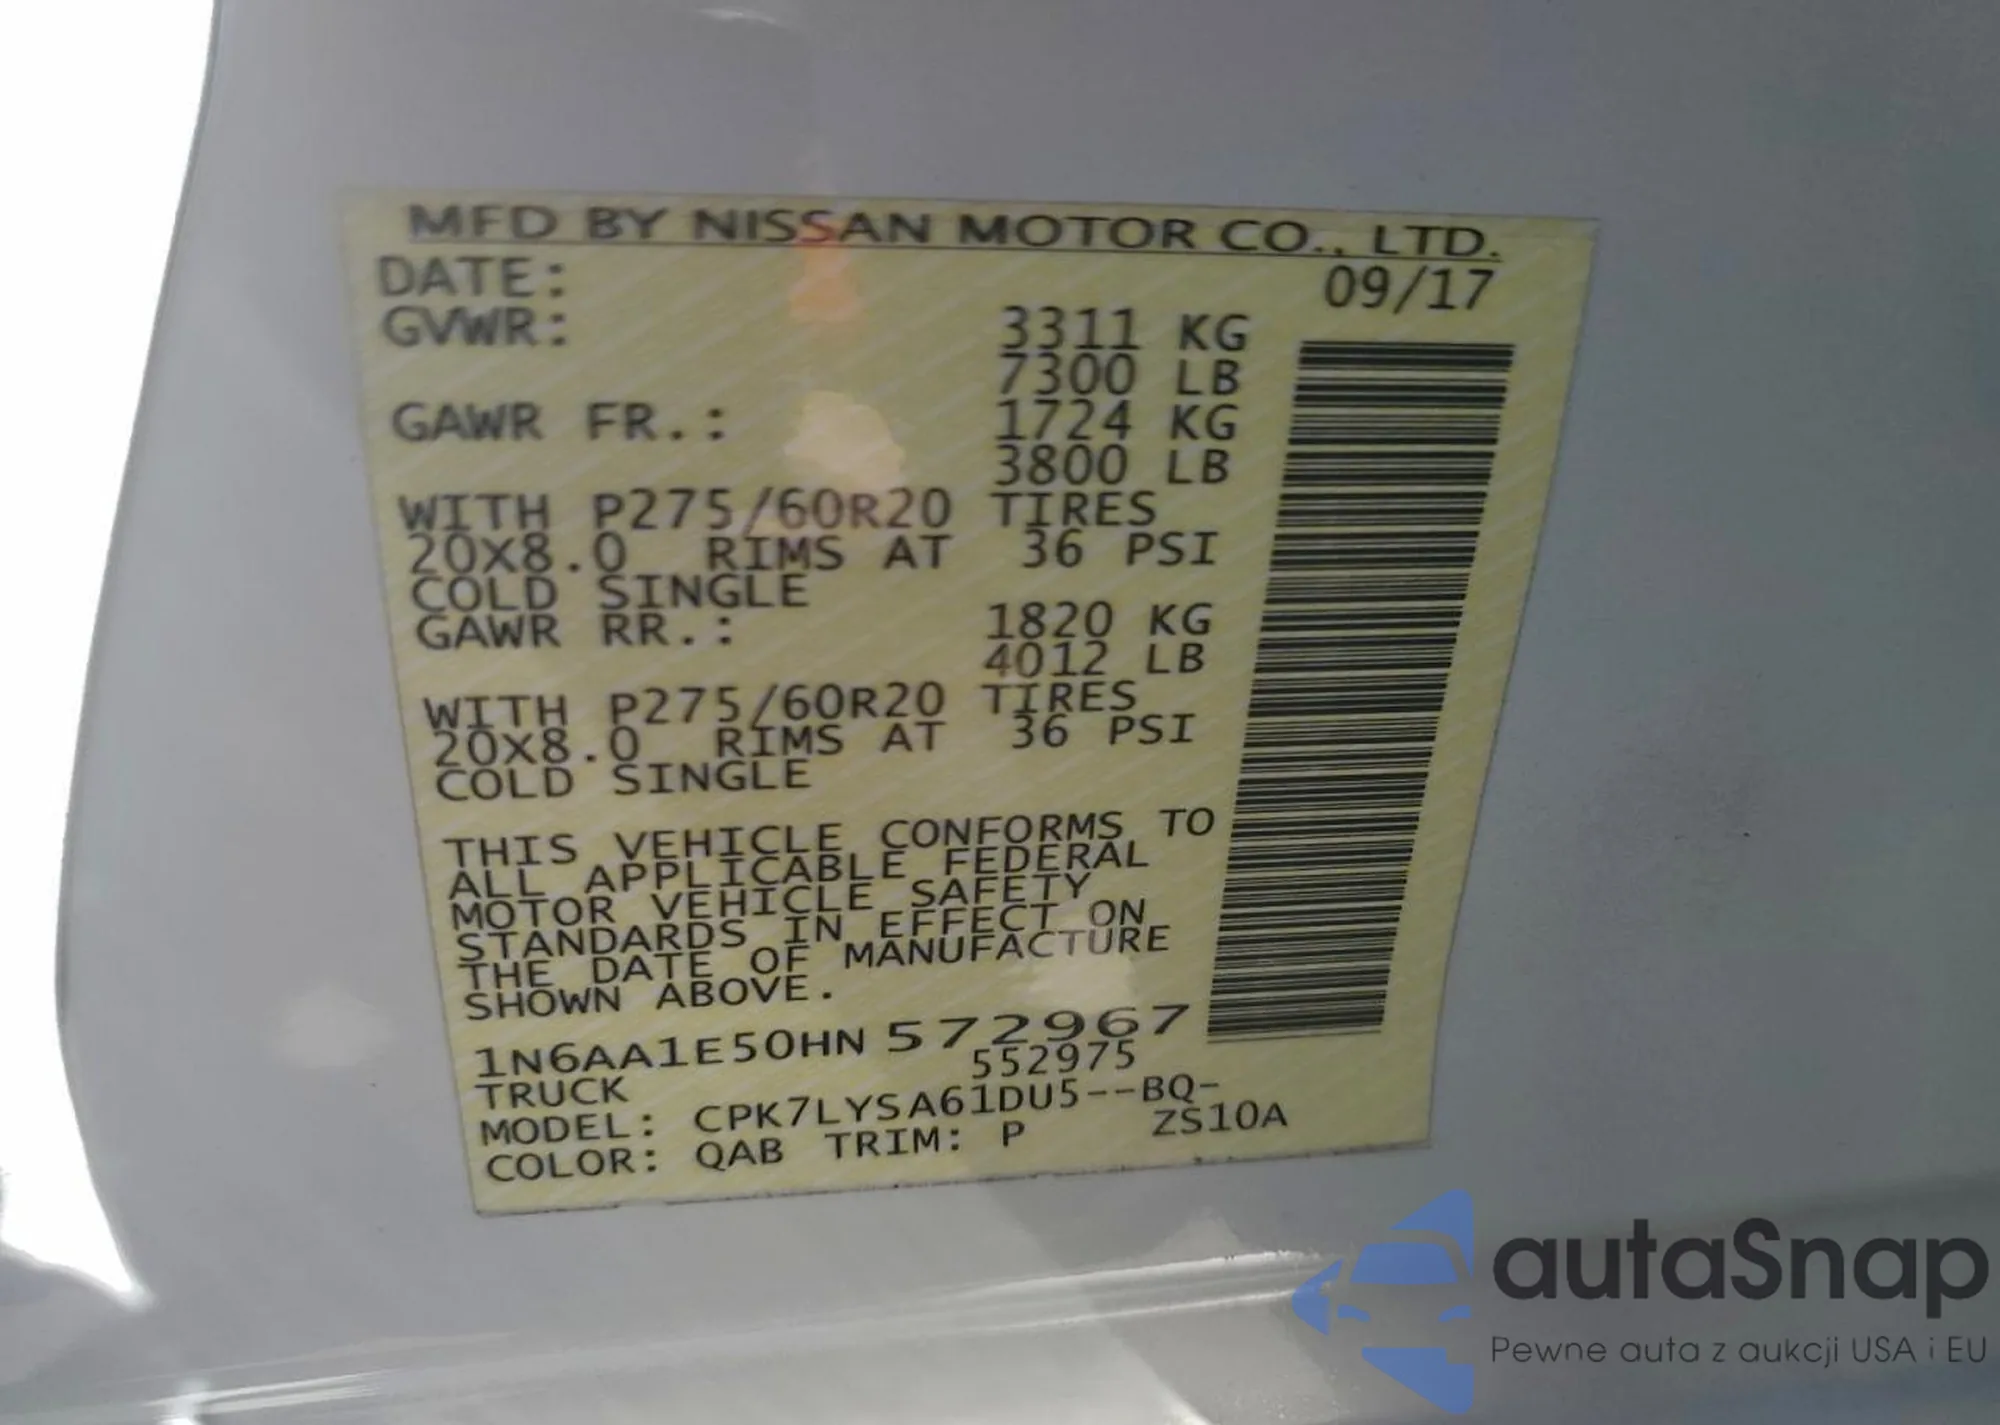 MFD BY NISSAN MOTOR CO., LTD.
DATE: 09/17
GVWR: 3311 KG
7300 LB
GAWR FR.: 1724 KG
3800 LB
WITH P275/60R20 TIRES
20X8.0 RIMS AT 36 PSI
COLD SINGLE
GAWR RR.: 1820 KG
4012 LB
WITH P275/60R20 TIRES
20X8.0 RIMS AT 36 PSI
COLD SINGLE
THIS VEHICLE CONFORMS TO
ALL APPLICABLE FEDERAL
MOTOR VEHICLE SAFETY
STANDARDS IN EFFECT ON
THE DATE OF MANUFACTURE
SHOWN ABOVE.
1N6AA1E50HN572967
TRUCK 552975
MODEL: CPK7LYSA61DU5--BQ-
COLOR: QAB TRIM: P ZS10A
autaSnap
Pewne auta z aukcji USA i EU